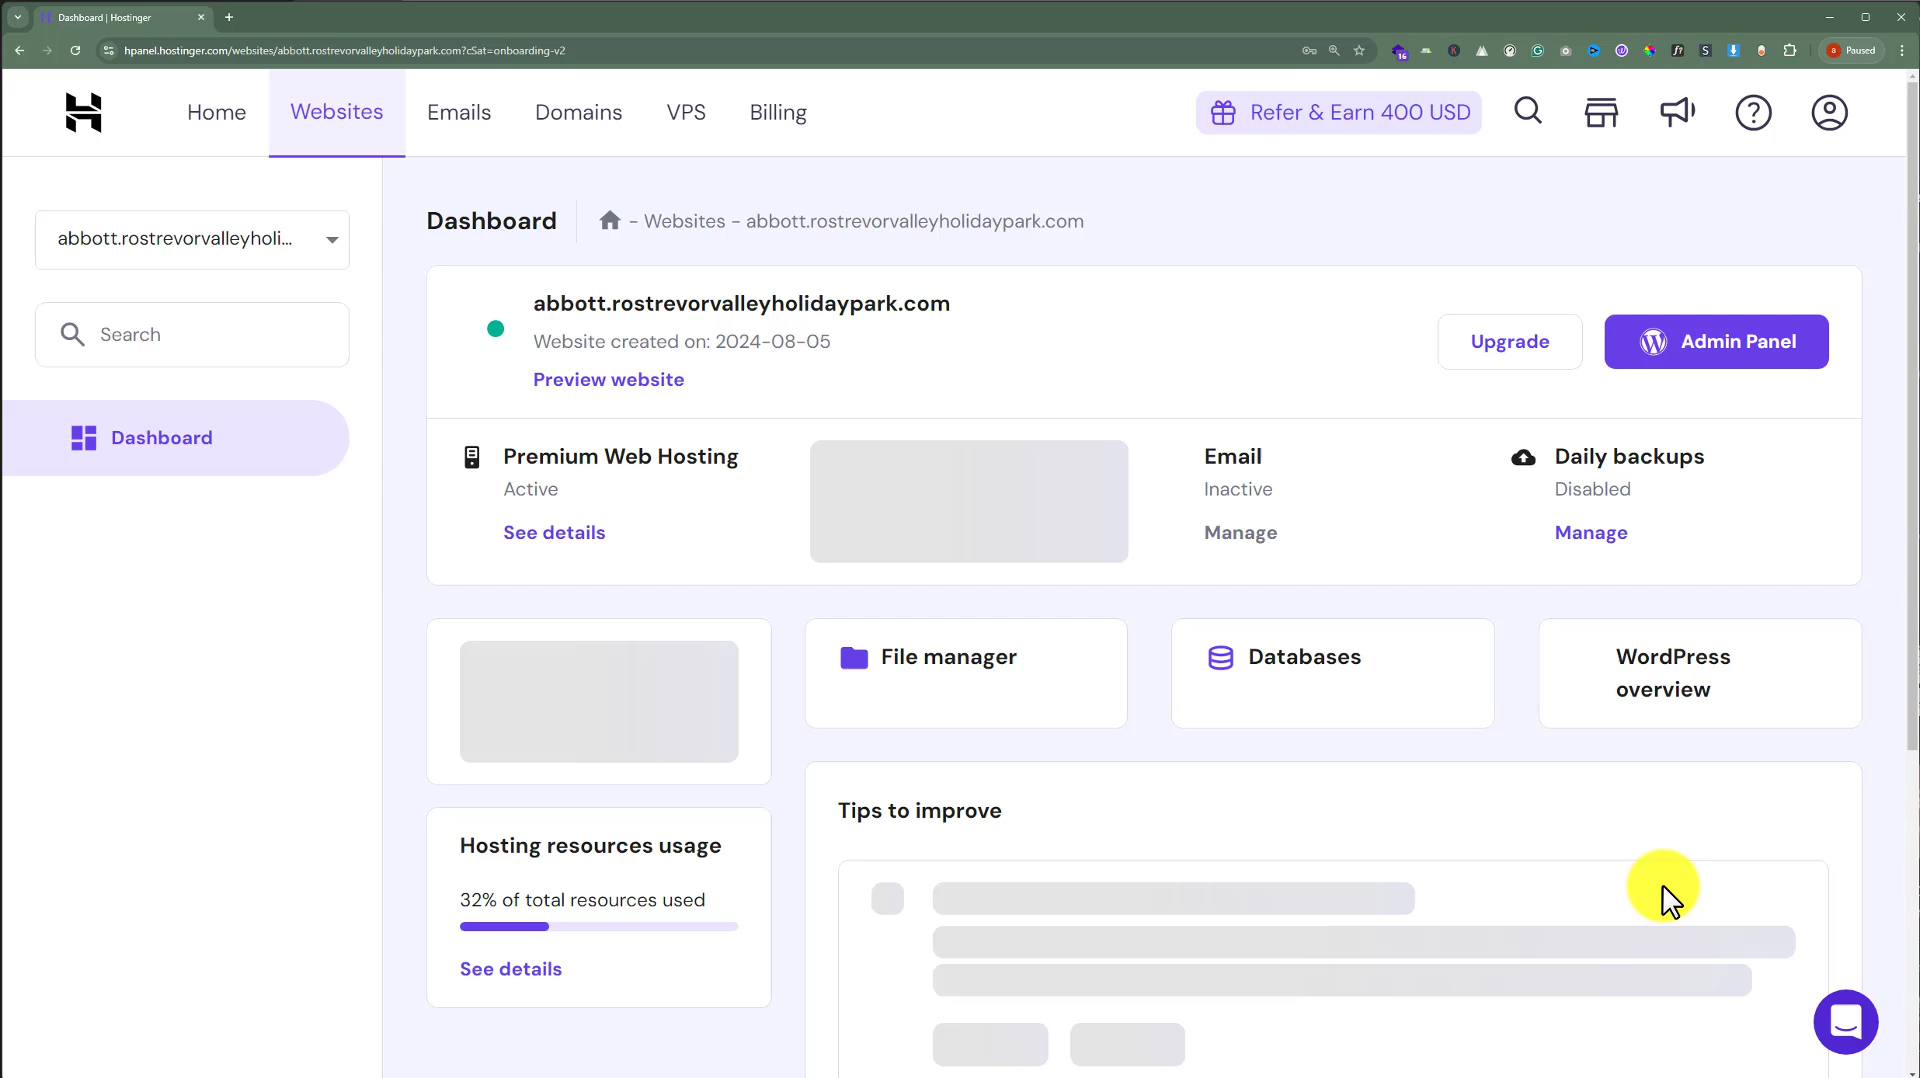 Dashboard | Hostinger
hpanel.hostinger.com/websites/abbott.rostrevorvalleyholidaypark.com?cSat=onboarding-v2
16
Paused
Home
Websites
Emails
Domains
VPS
Billing
Refer & Earn 400 USD
abbott.rostrevorvalleyholi...
Search
Dashboard
Dashboard
- Websites - abbott.rostrevorvalleyholidaypark.com
abbott.rostrevorvalleyholidaypark.com
Website created on: 2024-08-05
Preview website
Upgrade
Admin Panel
Premium Web Hosting
Active
See details
Email
Inactive
Manage
Daily backups
Disabled
Manage
File manager
Databases
WordPress
overview
Hosting resources usage
32% of total resources used
See details
Tips to improve